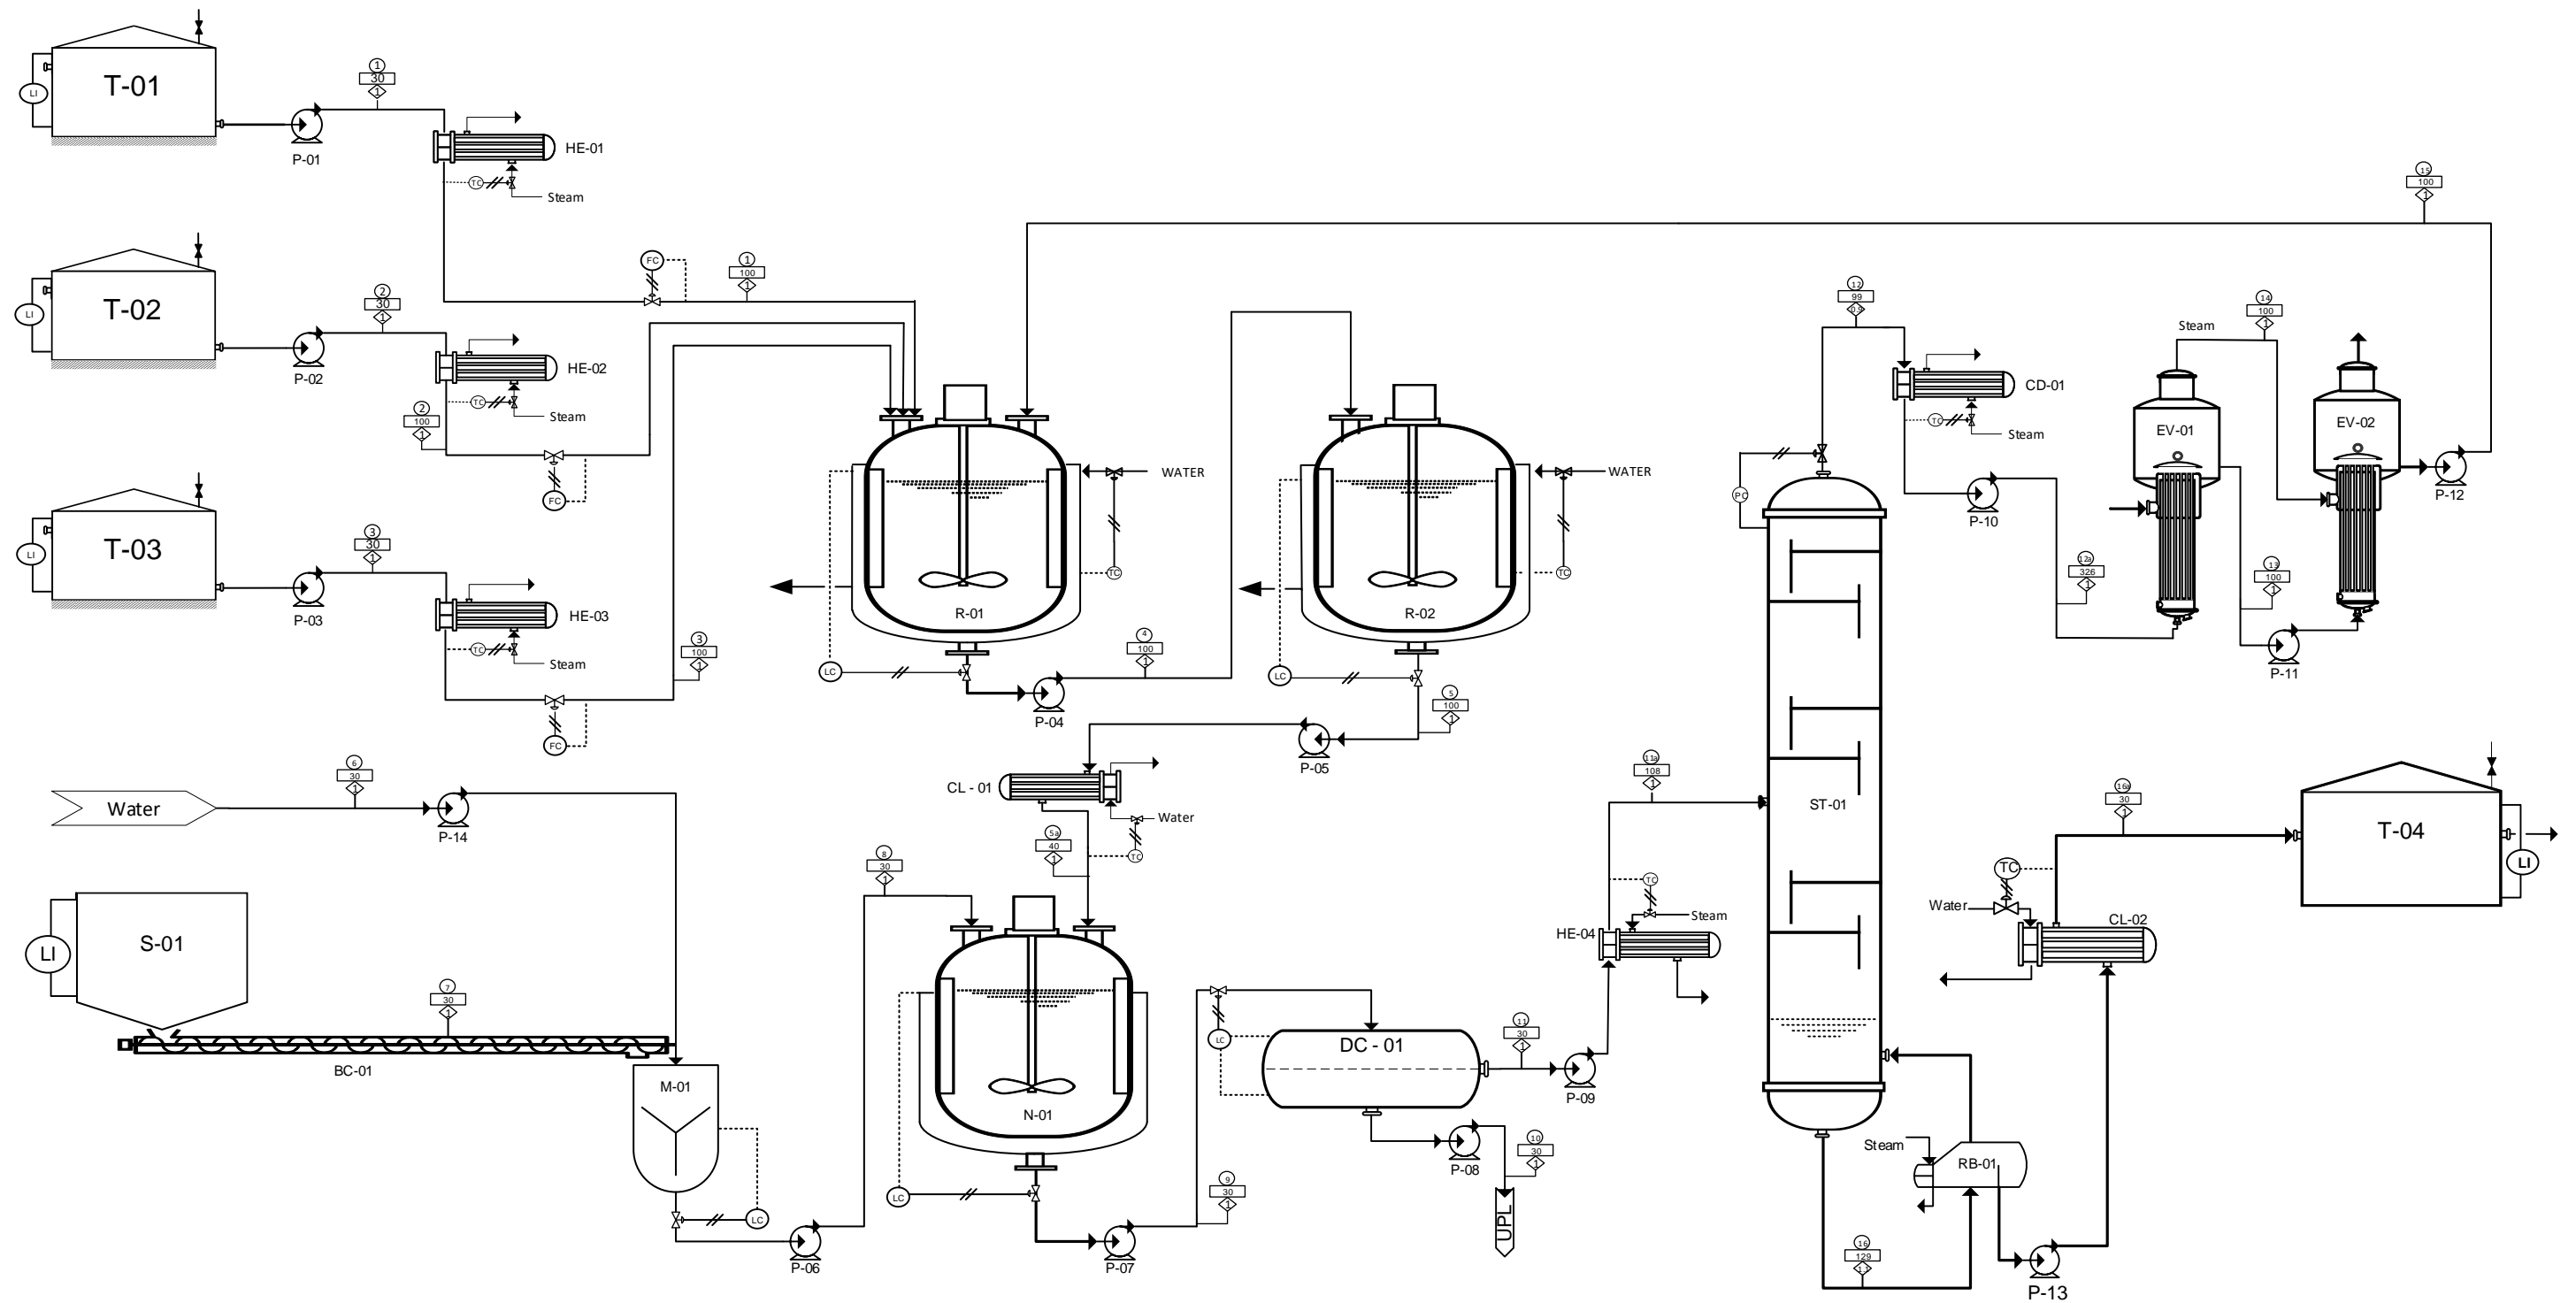 T-01
LI
1
30
1
P-01
HE-01
TC
Steam
T-02
LI
2
30
1
P-02
HE-02
TC
Steam
2
100
1
FC
FC
1
100
1
T-03
LI
3
30
1
P-03
HE-03
TC
Steam
FC
3
100
1
WATER
TC
R-01
LC
4
100
1
P-04
WATER
TC
R-02
LC
5
100
1
P-05
CL - 01
Water
TC
5a
40
1
Water
6
30
1
P-14
S-01
LI
7
30
1
BC-01
M-01
LC
P-06
8
30
1
N-01
LC
P-07
9
30
1
LC
DC - 01
11
30
1
P-09
P-08
10
30
1
UPL
HE-04
TC
Steam
11a
108
1
ST-01
PC
12
99
0.9
CD-01
TC
Steam
P-10
12a
326
1
EV-01
Steam
14
100
1
EV-02
13
100
1
P-11
P-12
15
100
1
Steam
RB-01
16
129
1.1
P-13
Water
TC
CL-02
16a
30
1
T-04
LI